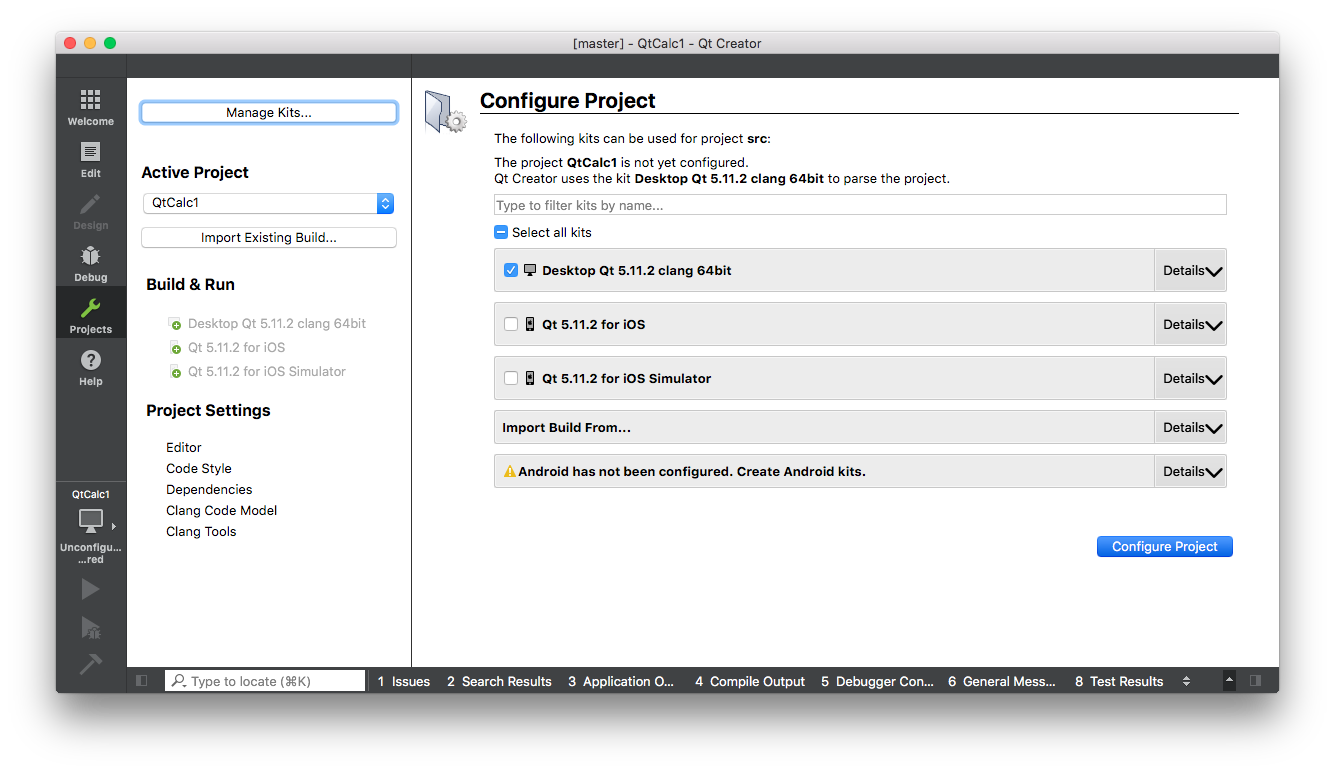 [master] - QtCalc1 - Qt Creator
Welcome
Edit
Design
Debug
Projects
Help
QtCalc1
Unconfigu...
...red
Manage Kits...
Active Project
QtCalc1
Import Existing Build...
Build & Run
Desktop Qt 5.11.2 clang 64bit
Qt 5.11.2 for iOS
Qt 5.11.2 for iOS Simulator
Project Settings
Editor
Code Style
Dependencies
Clang Code Model
Clang Tools
Configure Project
The following kits can be used for project src:
The project QtCalc1 is not yet configured.
Qt Creator uses the kit Desktop Qt 5.11.2 clang 64bit to parse the project.
Type to filter kits by name...
Select all kits
Desktop Qt 5.11.2 clang 64bit Details
Qt 5.11.2 for iOS Details
Qt 5.11.2 for iOS Simulator Details
Import Build From... Details
Android has not been configured. Create Android kits. Details
Configure Project
Type to locate (⌘K) 1 Issues 2 Search Results 3 Application O... 4 Compile Output 5 Debugger Con... 6 General Mess... 8 Test Results